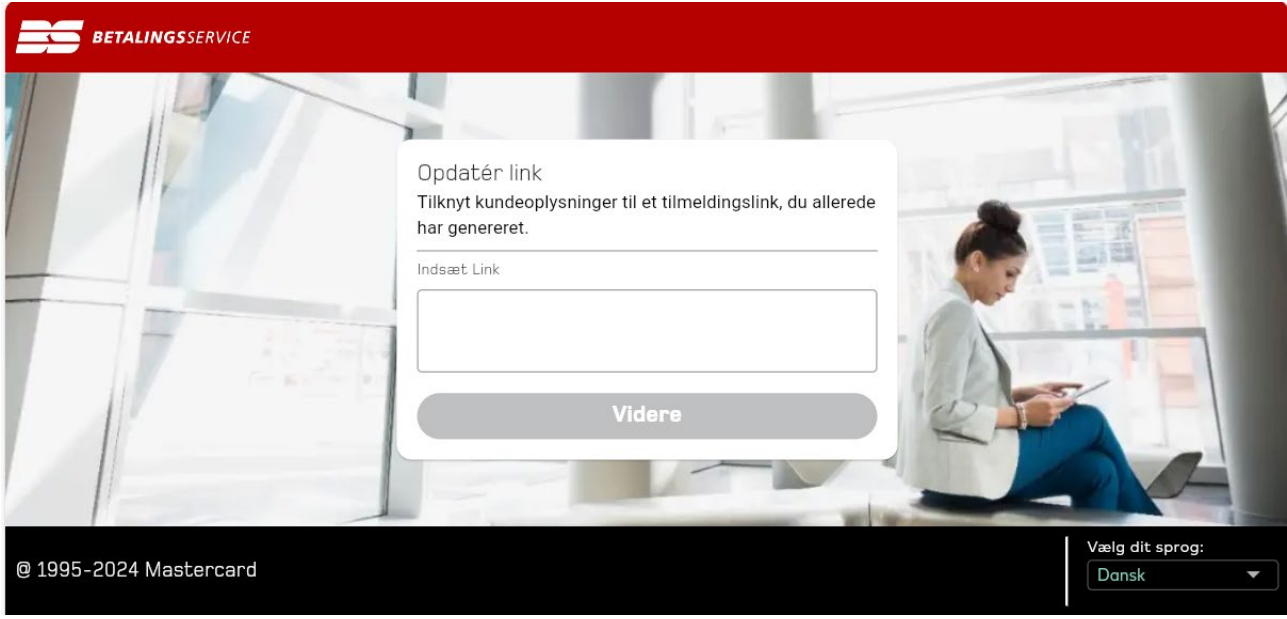 BS BETALINGSSERVICE
Opdatér link
Tilknyt kundeoplysninger til et tilmeldingslink, du allerede
har genereret.
Indsæt Link
Videre
@ 1995-2024 Mastercard
Vælg dit sprog:
Dansk